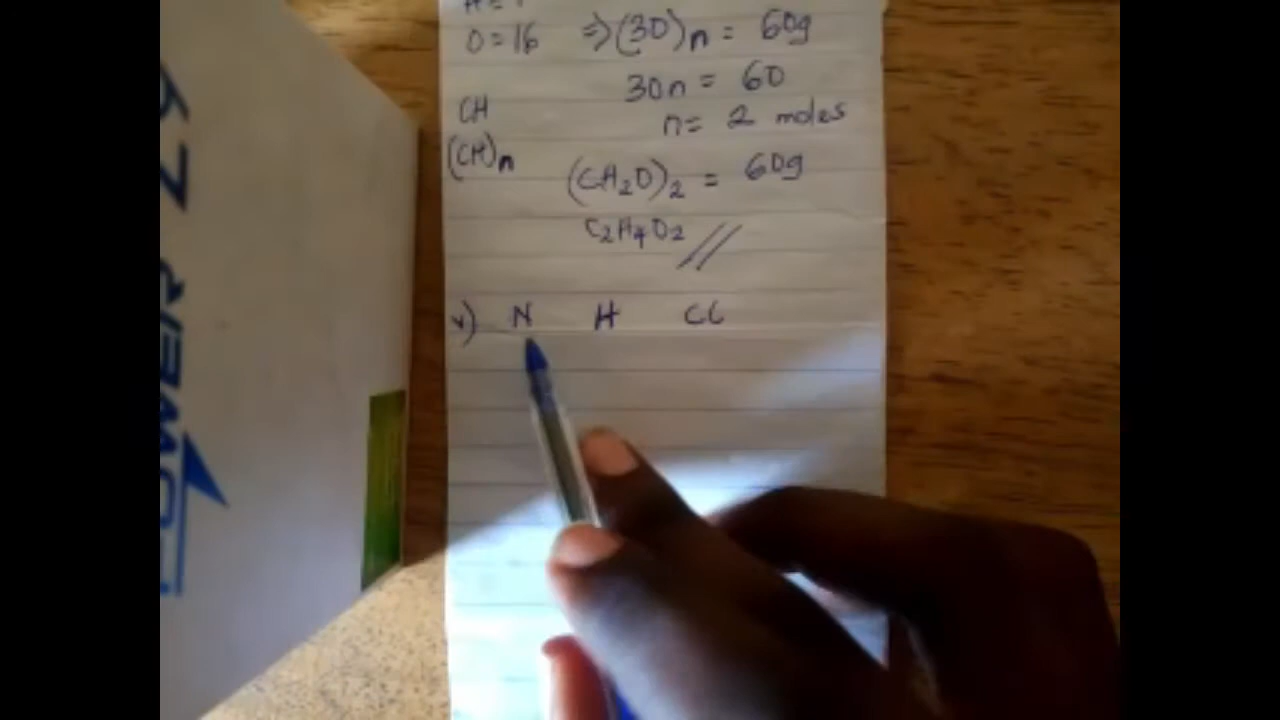 O = 16 ⇒ (30)n = 60g
30n = 60
CH
n = 2 moles
(CH)n
(CH₂O)₂ = 60g
C₂H₄O₂ //
v) N H Cl